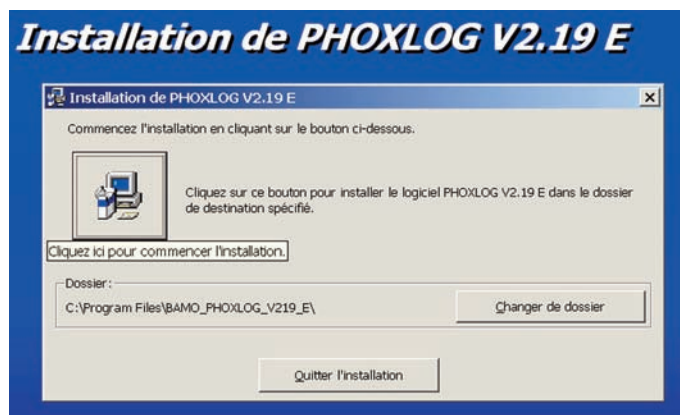 Installation de PHOXLOG V2.19 E
Installation de PHOXLOG V2.19 E
Commencez l'installation en cliquant sur le bouton ci-dessous.
Cliquez sur ce bouton pour installer le logiciel PHOXLOG V2.19 E dans le dossier
de destination spécifié.
Cliquez ici pour commencer l'installation.
Dossier :
C:\Program Files\BAMO_PHOXLOG_V219_E\
Changer de dossier
Quitter l'installation